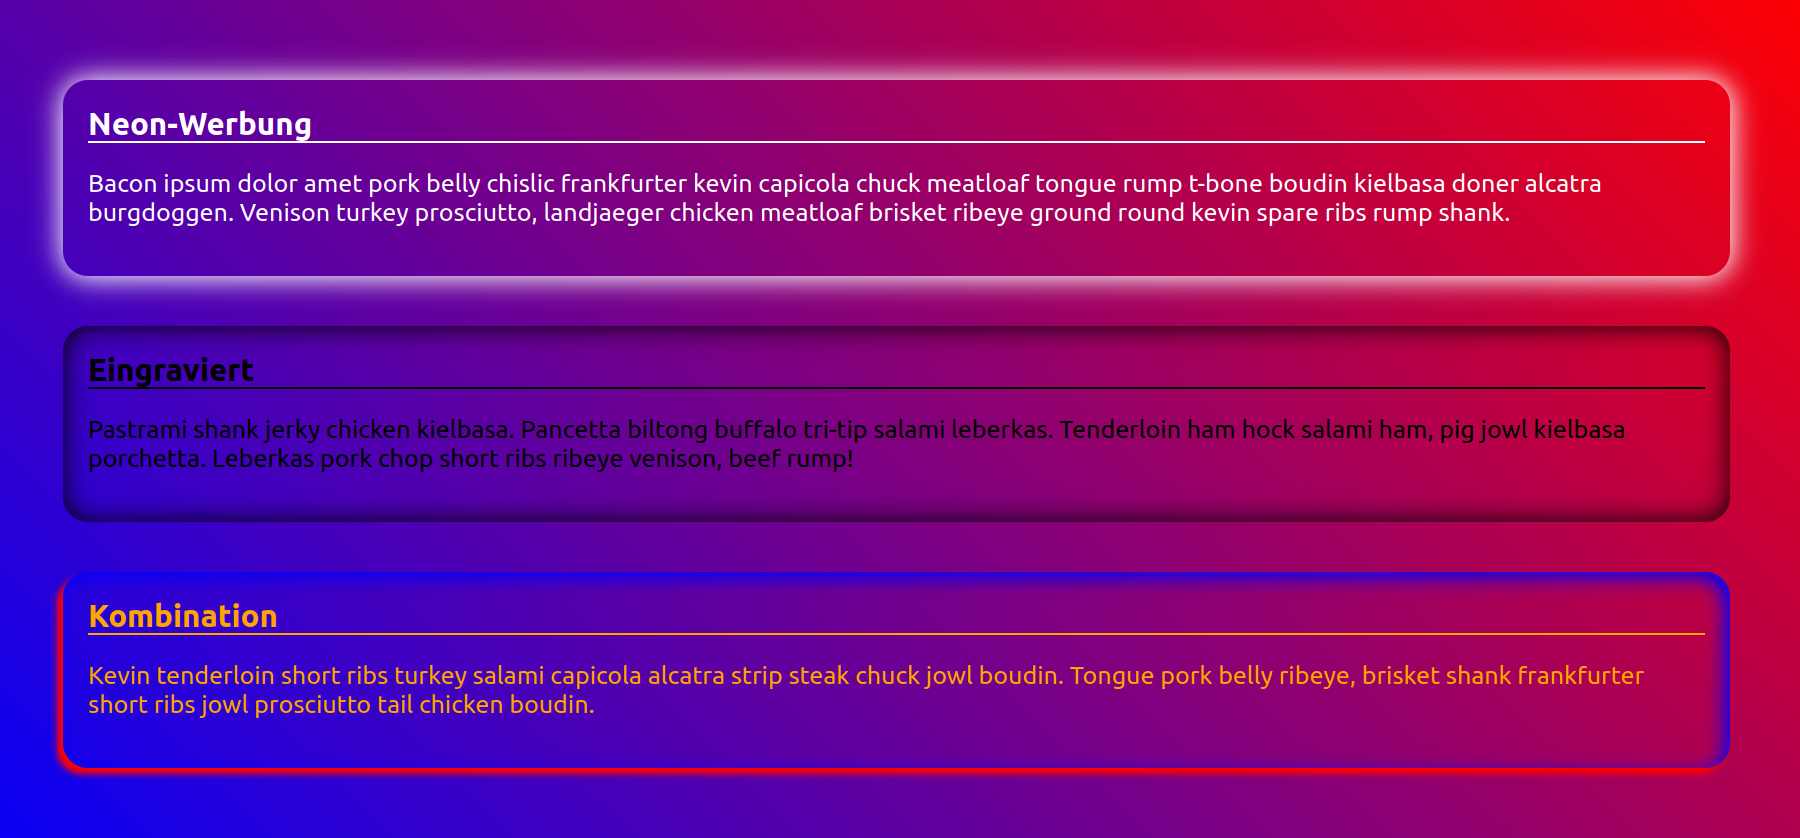 Neon-Werbung
Bacon ipsum dolor amet pork belly chislic frankfurter kevin capicola chuck meatloaf tongue rump t-bone boudin kielbasa doner alcatra
burgdoggen. Venison turkey prosciutto, landjaeger chicken meatloaf brisket ribeye ground round kevin spare ribs rump shank.
Eingraviert
Pastrami shank jerky chicken kielbasa. Pancetta biltong buffalo tri-tip salami leberkas. Tenderloin ham hock salami ham, pig jowl kielbasa
porchetta. Leberkas pork chop short ribs ribeye venison, beef rump!
Kombination
Kevin tenderloin short ribs turkey salami capicola alcatra strip steak chuck jowl boudin. Tongue pork belly ribeye, brisket shank frankfurter
short ribs jowl prosciutto tail chicken boudin.